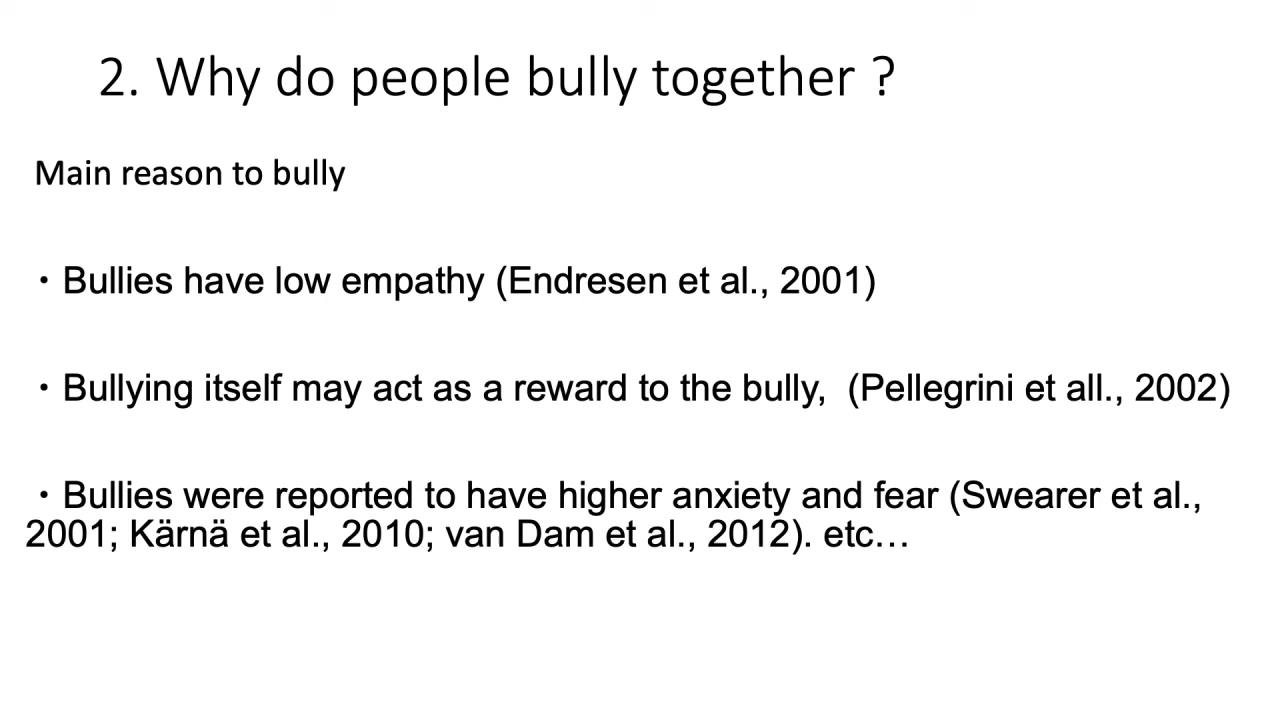 2. Why do people bully together ?
Main reason to bully
・Bullies have low empathy (Endresen et al., 2001)
・Bullying itself may act as a reward to the bully,  (Pellegrini et all., 2002)
・Bullies were reported to have higher anxiety and fear (Swearer et al.,
2001; Kärnä et al., 2010; van Dam et al., 2012). etc…